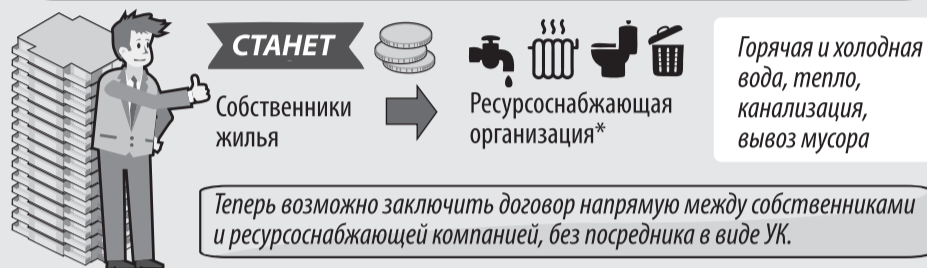 СТАНЕТ
Собственники
жилья
Ресурсоснабжающая
организация*
Горячая и холодная
вода, тепло,
канализация,
вывоз мусора
Теперь возможно заключить договор напрямую между собственниками
и ресурсоснабжающей компанией, без посредника в виде УК.